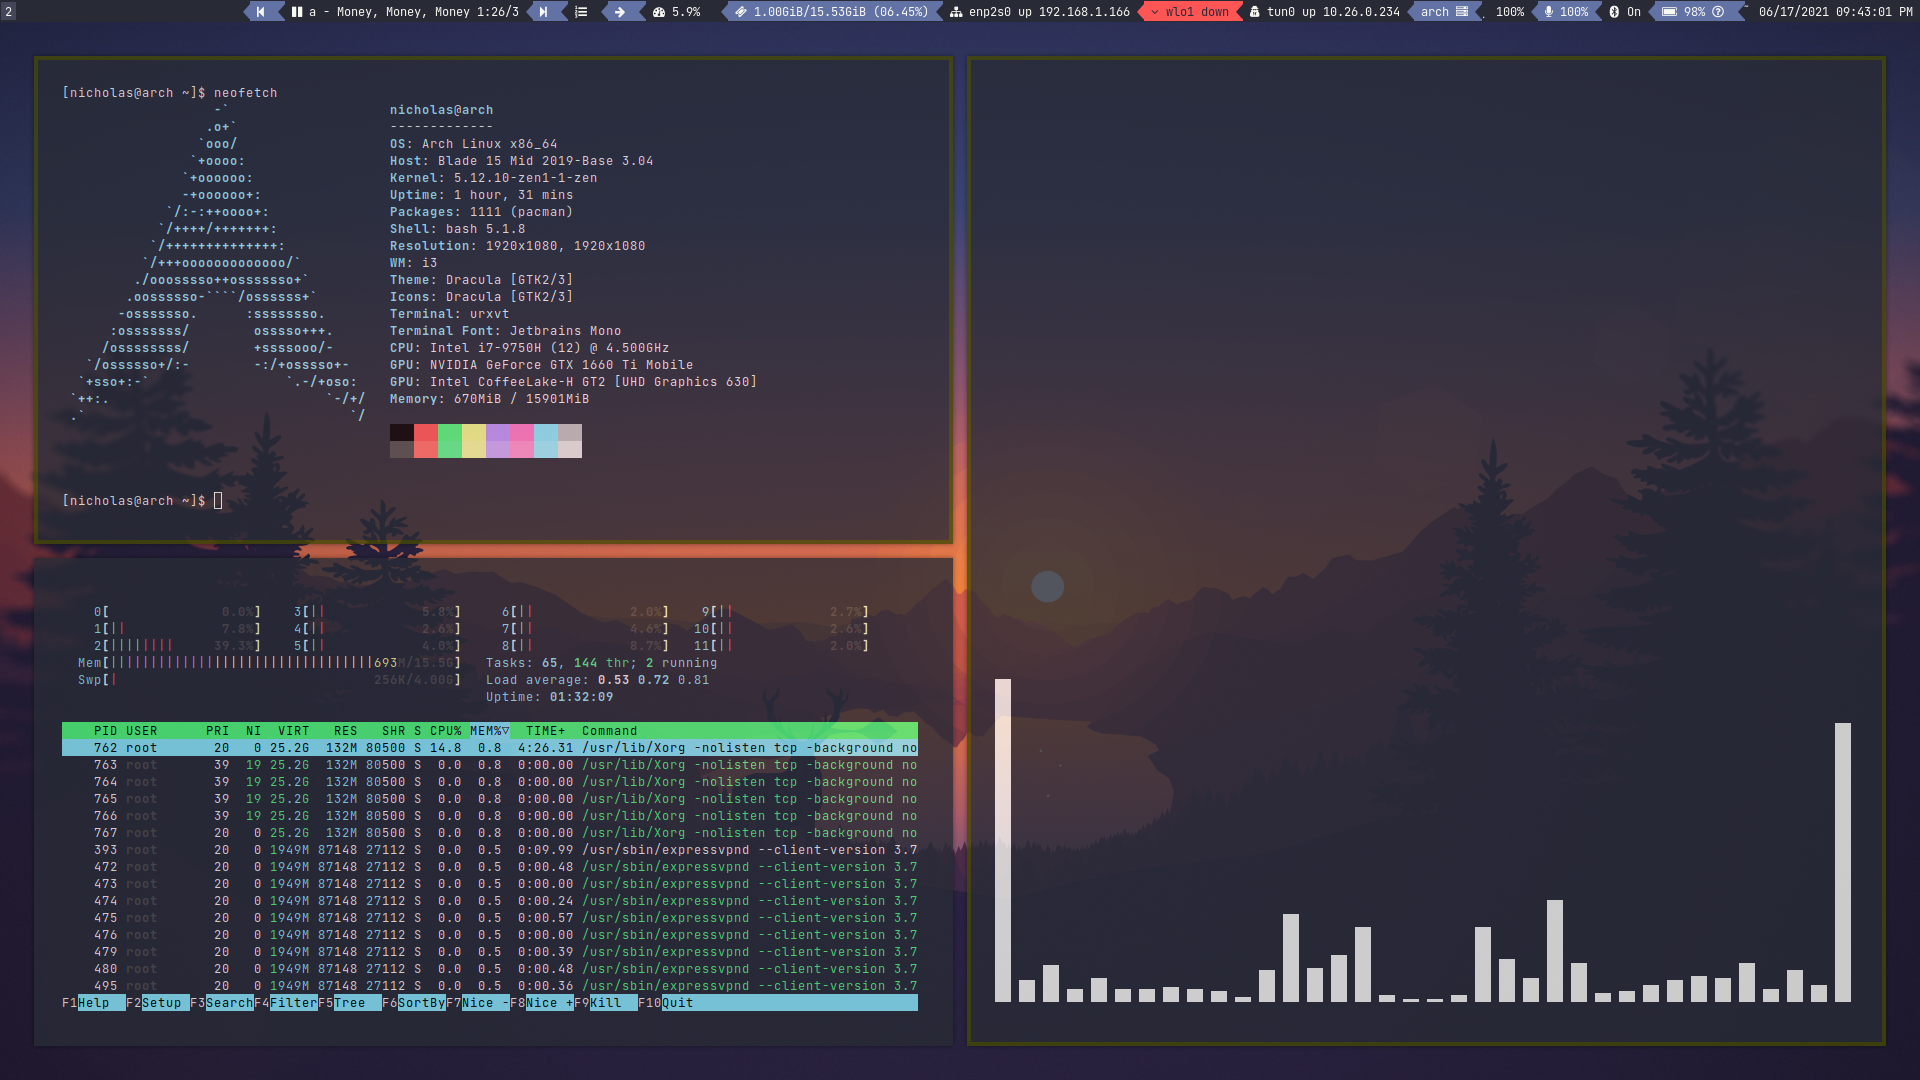 2 a - Money, Money, Money 1:26/3 5.9% 1.00GiB/15.53GiB (06.45%) enp2s0 up 192.168.1.166 wlo1 down tun0 up 10.26.0.234 arch 100% 100% On 98% 06/17/2021 09:43:01 PM
[nicholas@arch ~]$ neofetch
-` nicholas@arch
.o+` -------------
`ooo/ OS: Arch Linux x86_64
`+oooo: Host: Blade 15 Mid 2019-Base 3.04
`+oooooo: Kernel: 5.12.10-zen1-1-zen
-+oooooo+: Uptime: 1 hour, 31 mins
`/:-:++oooo+: Packages: 1111 (pacman)
`/++++/+++++++: Shell: bash 5.1.8
`/++++++++++++++: Resolution: 1920x1080, 1920x1080
`/+++ooooooooooooo/` WM: i3
./ooosssso++osssssso+` Theme: Dracula [GTK2/3]
.oossssso-````/ossssss+` Icons: Dracula [GTK2/3]
-osssssso. :ssssssso. Terminal: urxvt
:osssssss/ osssso+++. Terminal Font: Jetbrains Mono
/ossssssss/ +ssssooo/- CPU: Intel i7-9750H (12) @ 4.500GHz
`/ossssso+/:- -:/+osssso+- GPU: NVIDIA GeForce GTX 1660 Ti Mobile
`+sso+:-` `.-/+oso: GPU: Intel CoffeeLake-H GT2 [UHD Graphics 630]
`++:. `-/+/ Memory: 670MiB / 15901MiB
.` `/
[nicholas@arch ~]$
0[ 0.0%] 3[|| 5.8%] 6[|| 2.0%] 9[|| 2.7%]
1[|| 7.8%] 4[|| 2.6%] 7[|| 4.6%] 10[|| 2.6%]
2[|||||||| 39.3%] 5[|| 4.0%] 8[|| 8.7%] 11[|| 2.0%]
Mem[|||||||||||||||||||||||||||||||||693M/15.5G] Tasks: 65, 144 thr; 2 running
Swp[| 256K/4.00G] Load average: 0.53 0.72 0.81
Uptime: 01:32:09
PID USER PRI NI VIRT RES SHR S CPU% MEM%▽ TIME+ Command
762 root 20 0 25.2G 132M 80500 S 14.8 0.8 4:26.31 /usr/lib/Xorg -nolisten tcp -background no
763 root 39 19 25.2G 132M 80500 S 0.0 0.8 0:00.00 /usr/lib/Xorg -nolisten tcp -background no
764 root 39 19 25.2G 132M 80500 S 0.0 0.8 0:00.00 /usr/lib/Xorg -nolisten tcp -background no
765 root 39 19 25.2G 132M 80500 S 0.0 0.8 0:00.00 /usr/lib/Xorg -nolisten tcp -background no
766 root 39 19 25.2G 132M 80500 S 0.0 0.8 0:00.00 /usr/lib/Xorg -nolisten tcp -background no
767 root 20 0 25.2G 132M 80500 S 0.0 0.8 0:00.00 /usr/lib/Xorg -nolisten tcp -background no
393 root 20 0 1949M 87148 27112 S 0.0 0.5 0:09.99 /usr/sbin/expressvpnd --client-version 3.7
472 root 20 0 1949M 87148 27112 S 0.0 0.5 0:00.48 /usr/sbin/expressvpnd --client-version 3.7
473 root 20 0 1949M 87148 27112 S 0.0 0.5 0:00.00 /usr/sbin/expressvpnd --client-version 3.7
474 root 20 0 1949M 87148 27112 S 0.0 0.5 0:00.24 /usr/sbin/expressvpnd --client-version 3.7
475 root 20 0 1949M 87148 27112 S 0.0 0.5 0:00.57 /usr/sbin/expressvpnd --client-version 3.7
476 root 20 0 1949M 87148 27112 S 0.0 0.5 0:00.00 /usr/sbin/expressvpnd --client-version 3.7
479 root 20 0 1949M 87148 27112 S 0.0 0.5 0:00.39 /usr/sbin/expressvpnd --client-version 3.7
480 root 20 0 1949M 87148 27112 S 0.0 0.5 0:00.48 /usr/sbin/expressvpnd --client-version 3.7
495 root 20 0 1949M 87148 27112 S 0.0 0.5 0:00.36 /usr/sbin/expressvpnd --client-version 3.7
F1Help F2Setup F3SearchF4FilterF5Tree F6SortByF7Nice -F8Nice +F9Kill F10Quit